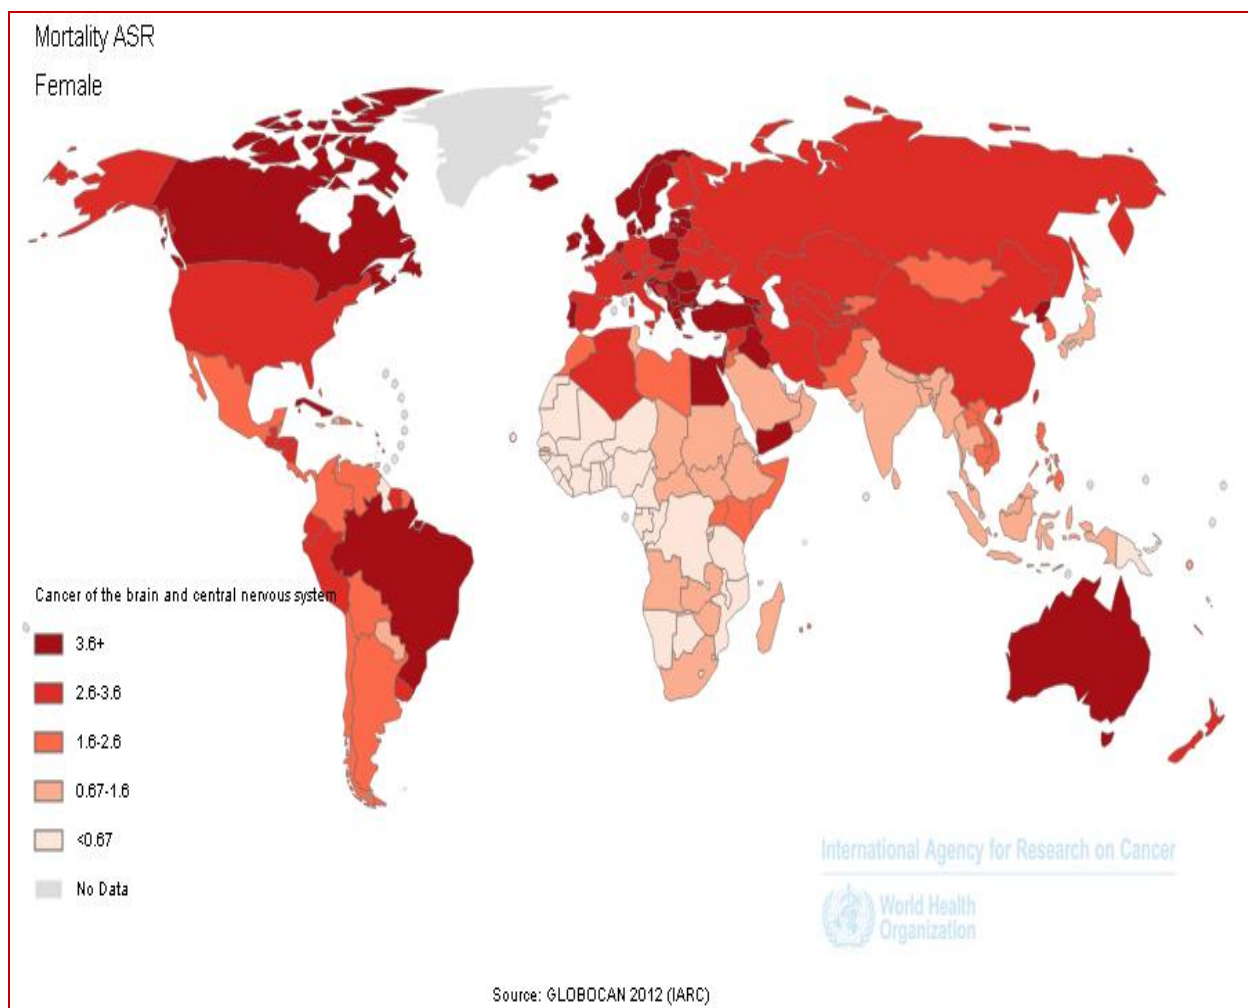 Mortality ASR
Female
Cancer of the brain and central nervous system
3.6+
2.6-3.6
1.6-2.6
0.67-1.6
<0.67
No Data
International Agency for Research on Cancer
World Health
Organization
Source: GLOBOCAN 2012 (IARC)